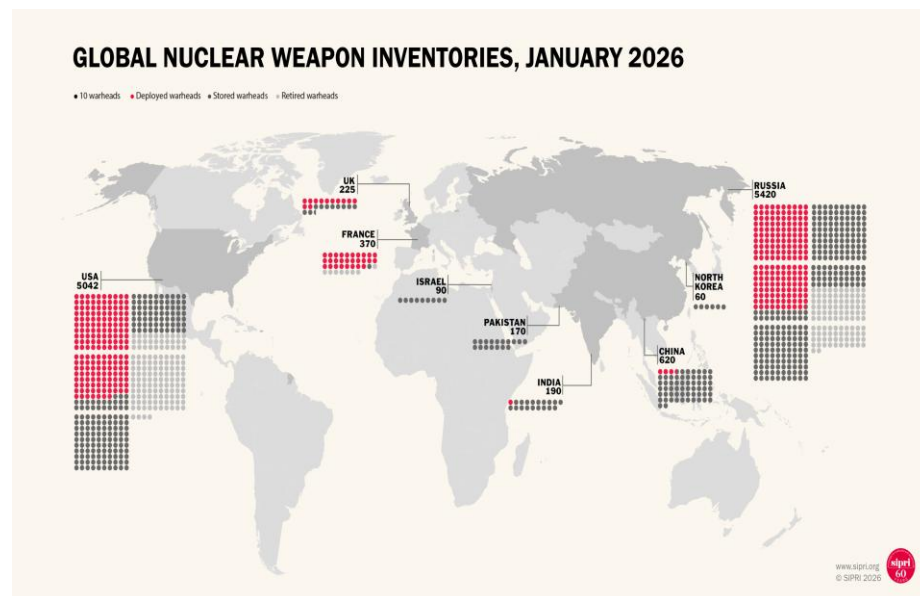 GLOBAL NUCLEAR WEAPON INVENTORIES, JANUARY 2026
10 warheads Deployed warheads Stored warheads Retired warheads
UK
225
RUSSIA
5420
FRANCE
370
USA
5042
ISRAEL
90
NORTH
KOREA
60
PAKISTAN
170
CHINA
620
INDIA
190
www.sipri.org
© SIPRI 2026
sipri
60